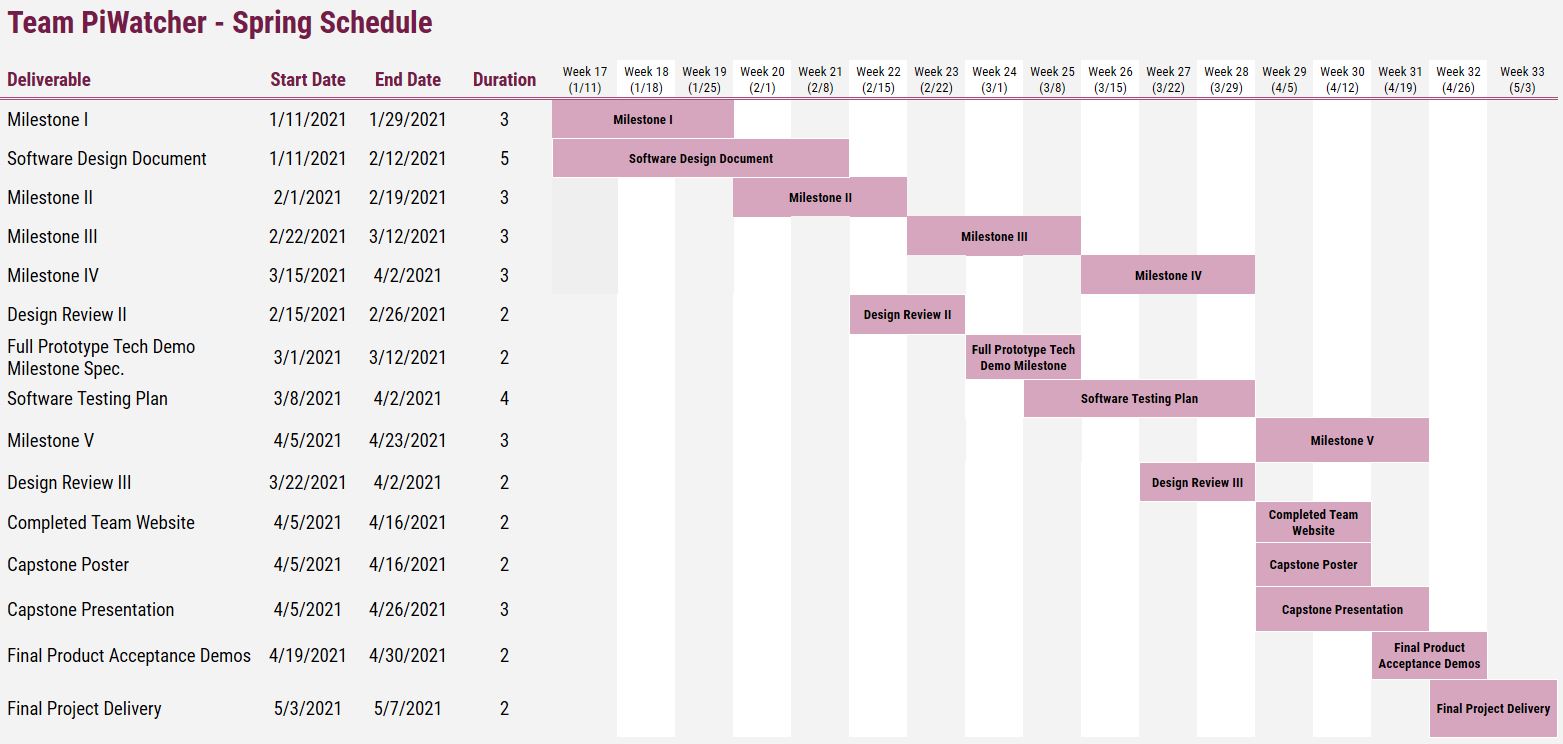 Team PiWatcher - Spring Schedule
Deliverable Start Date End Date Duration Week 17 Week 18 Week 19 Week 20 Week 21 Week 22 Week 23 Week 24 Week 25 Week 26 Week 27 Week 28 Week 29 Week 30 Week 31 Week 32 Week 33
(1/11) (1/18) (1/25) (2/1) (2/8) (2/15) (2/22) (3/1) (3/8) (3/15) (3/22) (3/29) (4/5) (4/12) (4/19) (4/26) (5/3)
Milestone I 1/11/2021 1/29/2021 3 Milestone I
Software Design Document 1/11/2021 2/12/2021 5 Software Design Document
Milestone II 2/1/2021 2/19/2021 3 Milestone II
Milestone III 2/22/2021 3/12/2021 3 Milestone III
Milestone IV 3/15/2021 4/2/2021 3 Milestone IV
Design Review II 2/15/2021 2/26/2021 2 Design Review II
Full Prototype Tech Demo
Milestone Spec. 3/1/2021 3/12/2021 2 Full Prototype Tech
Demo Milestone
Software Testing Plan 3/8/2021 4/2/2021 4 Software Testing Plan
Milestone V 4/5/2021 4/23/2021 3 Milestone V
Design Review III 3/22/2021 4/2/2021 2 Design Review III
Completed Team Website 4/5/2021 4/16/2021 2 Completed Team
Website
Capstone Poster 4/5/2021 4/16/2021 2 Capstone Poster
Capstone Presentation 4/5/2021 4/26/2021 3 Capstone Presentation
Final Product Acceptance Demos 4/19/2021 4/30/2021 2 Final Product
Acceptance Demos
Final Project Delivery 5/3/2021 5/7/2021 2 Final Project Delivery